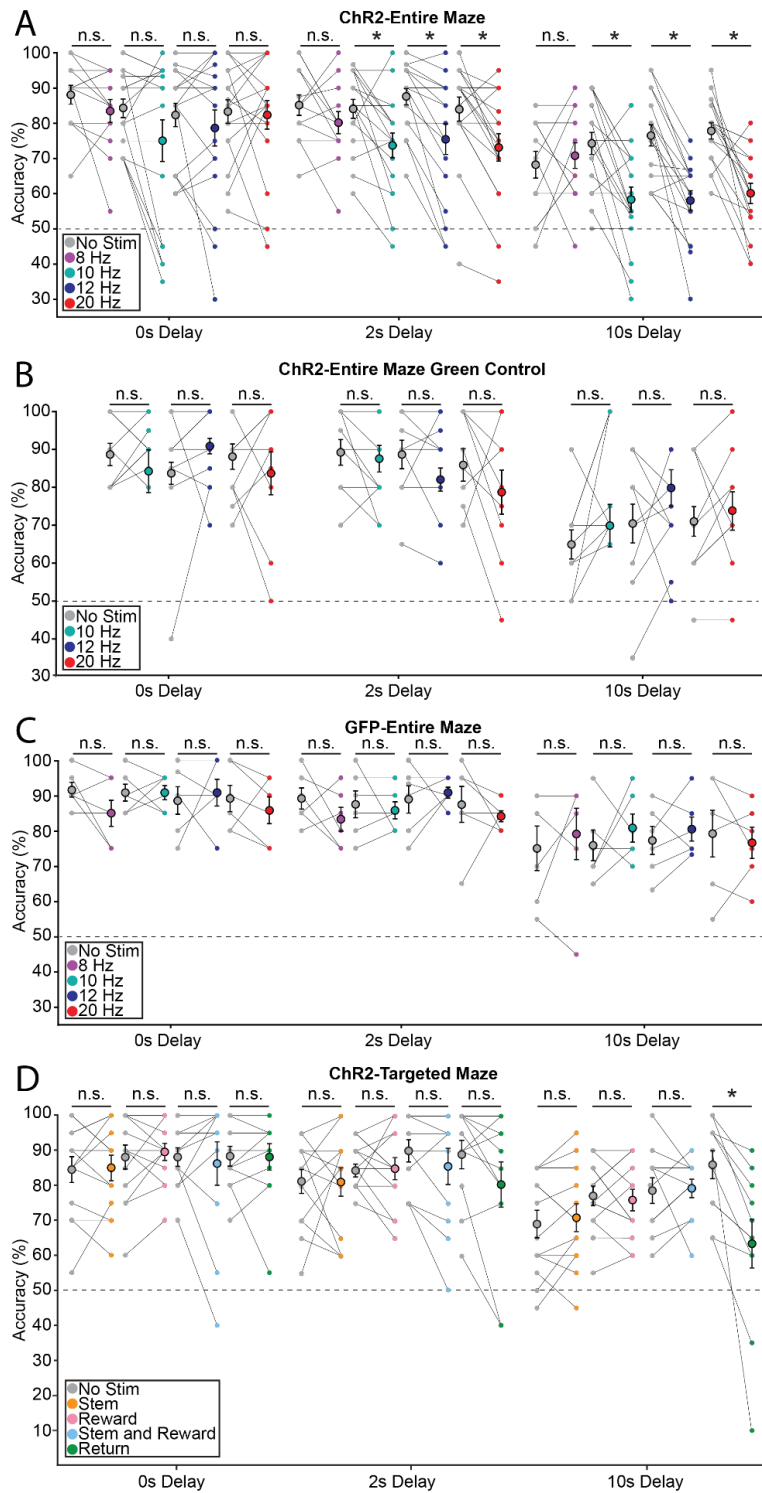 A
ChR2-Entire Maze
n.s. n.s. n.s. n.s. n.s. * * * n.s. * * *
Accuracy (%)
100
90
80
70
60
50
40
30
No Stim
8 Hz
10 Hz
12 Hz
20 Hz
0s Delay 2s Delay 10s Delay
B
ChR2-Entire Maze Green Control
n.s. n.s. n.s. n.s. n.s. n.s. n.s. n.s. n.s.
Accuracy (%)
100
90
80
70
60
50
40
30
No Stim
10 Hz
12 Hz
20 Hz
0s Delay 2s Delay 10s Delay
C
GFP-Entire Maze
n.s. n.s. n.s. n.s. n.s. n.s. n.s. n.s. n.s. n.s. n.s. n.s.
Accuracy (%)
100
90
80
70
60
50
40
30
No Stim
8 Hz
10 Hz
12 Hz
20 Hz
0s Delay 2s Delay 10s Delay
D
ChR2-Targeted Maze
n.s. n.s. n.s. n.s. n.s. n.s. n.s. n.s. n.s. n.s. n.s. *
Accuracy (%)
100
90
80
70
60
50
40
30
20
10
No Stim
Stem
Reward
Stem and Reward
Return
0s Delay 2s Delay 10s Delay